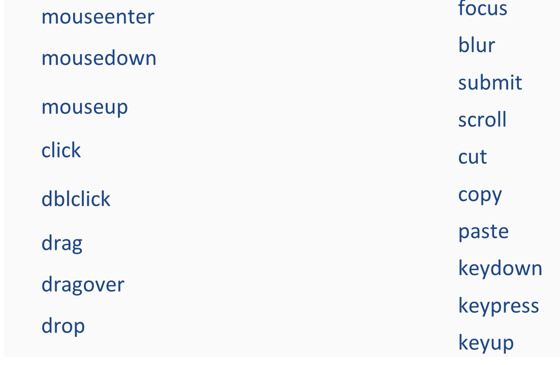 mouseenter
mousedown
mouseup
click
dblclick
drag
dragover
drop
focus
blur
submit
scroll
cut
copy
paste
keydown
keypress
keyup